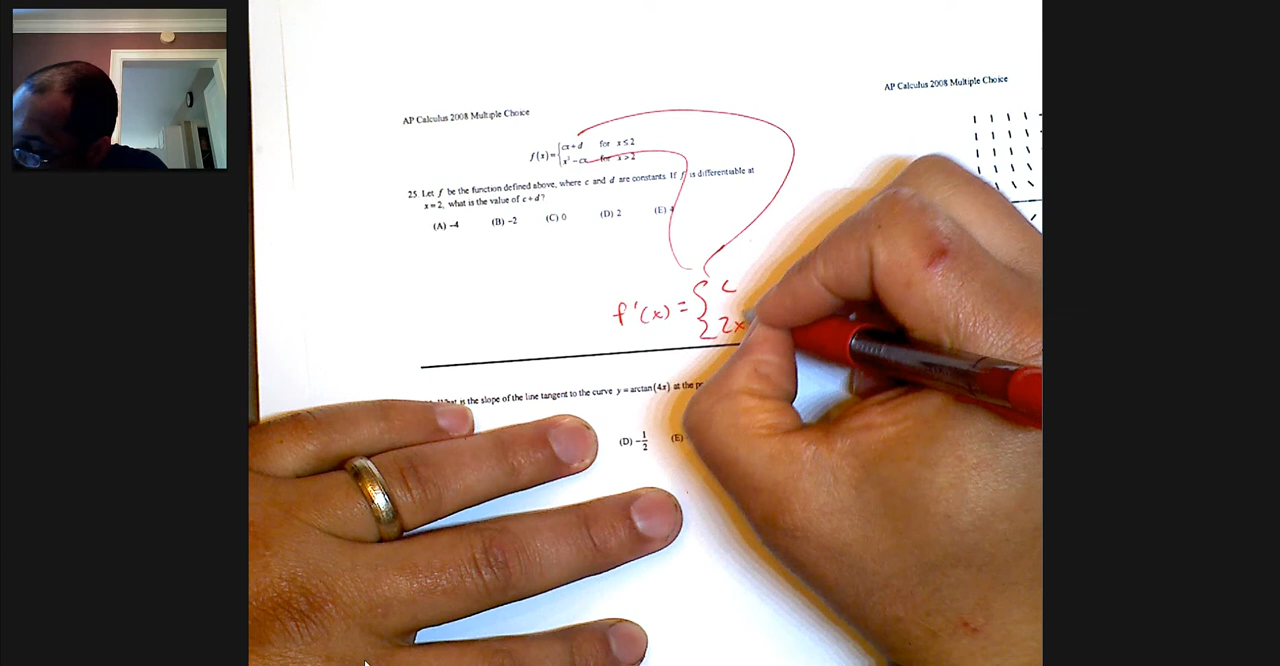 AP Calculus 2008 Multiple Choice
AP Calculus 2008 Multiple Choice
f(x) = { cx + d for x ≤ 2
x² − cx for x > 2
25. Let f be the function defined above, where c and d are constants. If f is differentiable at
x = 2, what is the value of c + d?
(A) −4 (B) −2 (C) 0 (D) 2 (E) 4
f'(x) = { c
2x
is the slope of the line tangent to the curve y = arctan(4x) at the
(D) −1/2 (E)